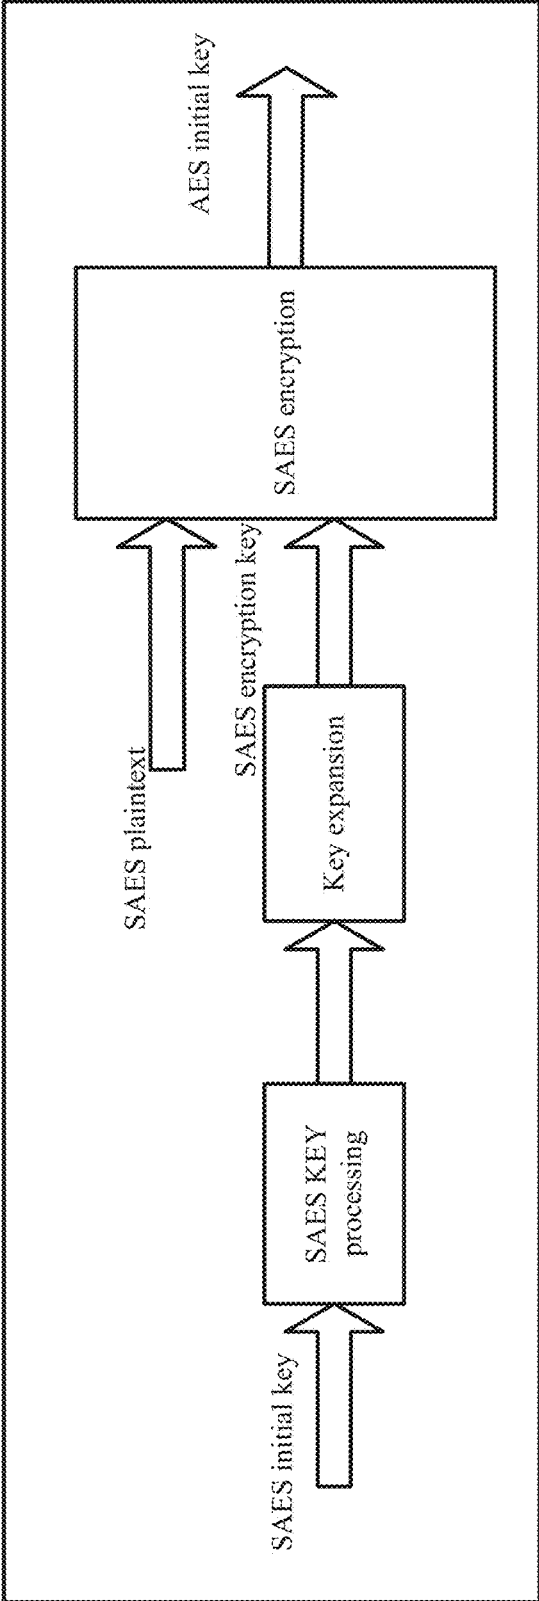 SAES initial key
SAES KEY
processing
Key expansion
SAES plaintext
SAES encryption key
SAES encryption
AES initial key